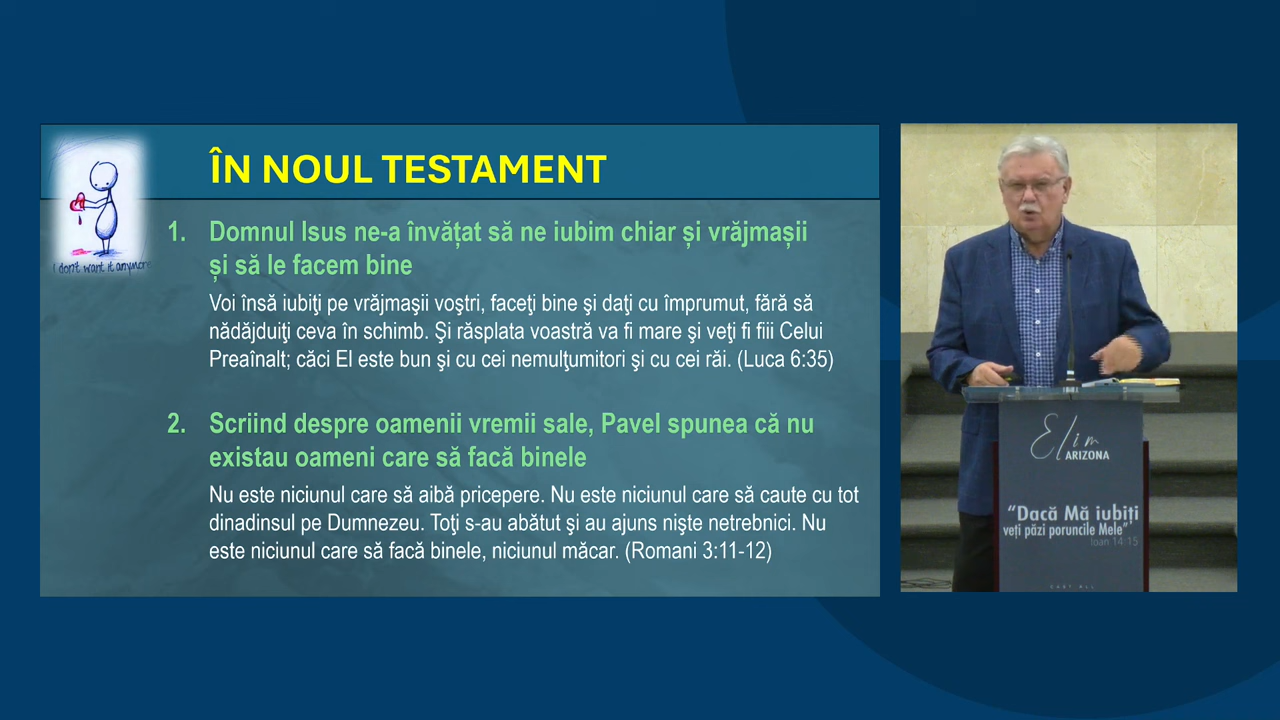 ÎN NOUL TESTAMENT
I don't want it anymore
1. Domnul Isus ne-a învățat să ne iubim chiar și vrăjmașii
și să le facem bine
Voi însă iubiţi pe vrăjmaşii voştri, faceţi bine şi daţi cu împrumut, fără să
nădăjduiţi ceva în schimb. Şi răsplata voastră va fi mare şi veţi fi fiii Celui
Preaînalt; căci El este bun şi cu cei nemulţumitori şi cu cei răi. (Luca 6:35)
2. Scriind despre oamenii vremii sale, Pavel spunea că nu
existau oameni care să facă binele
Nu este niciunul care să aibă pricepere. Nu este niciunul care să caute cu tot
dinadinsul pe Dumnezeu. Toţi s-au abătut şi au ajuns nişte netrebnici. Nu
este niciunul care să facă binele, niciunul măcar. (Romani 3:11-12)
Elim
ARIZONA
“Dacă Mă iubiți
veți păzi poruncile Mele”
Ioan 14:15